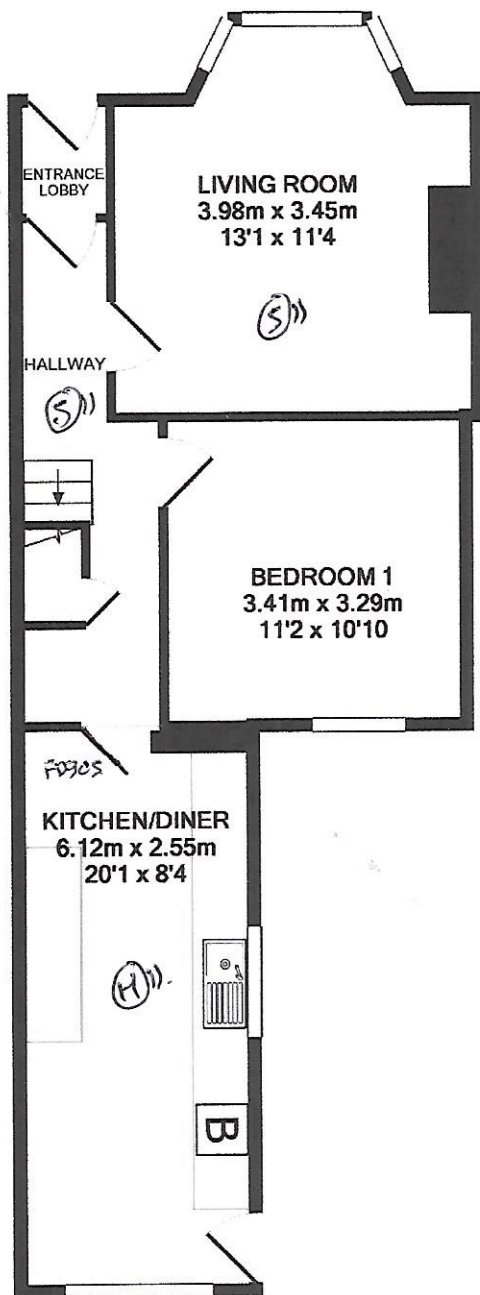 ENTRANCE
LOBBY
LIVING ROOM
3.98m x 3.45m
13'1 x 11'4
S
HALLWAY
S
BEDROOM 1
3.41m x 3.29m
11'2 x 10'10
KITCHEN/DINER
6.12m x 2.55m
20'1 x 8'4
H
B